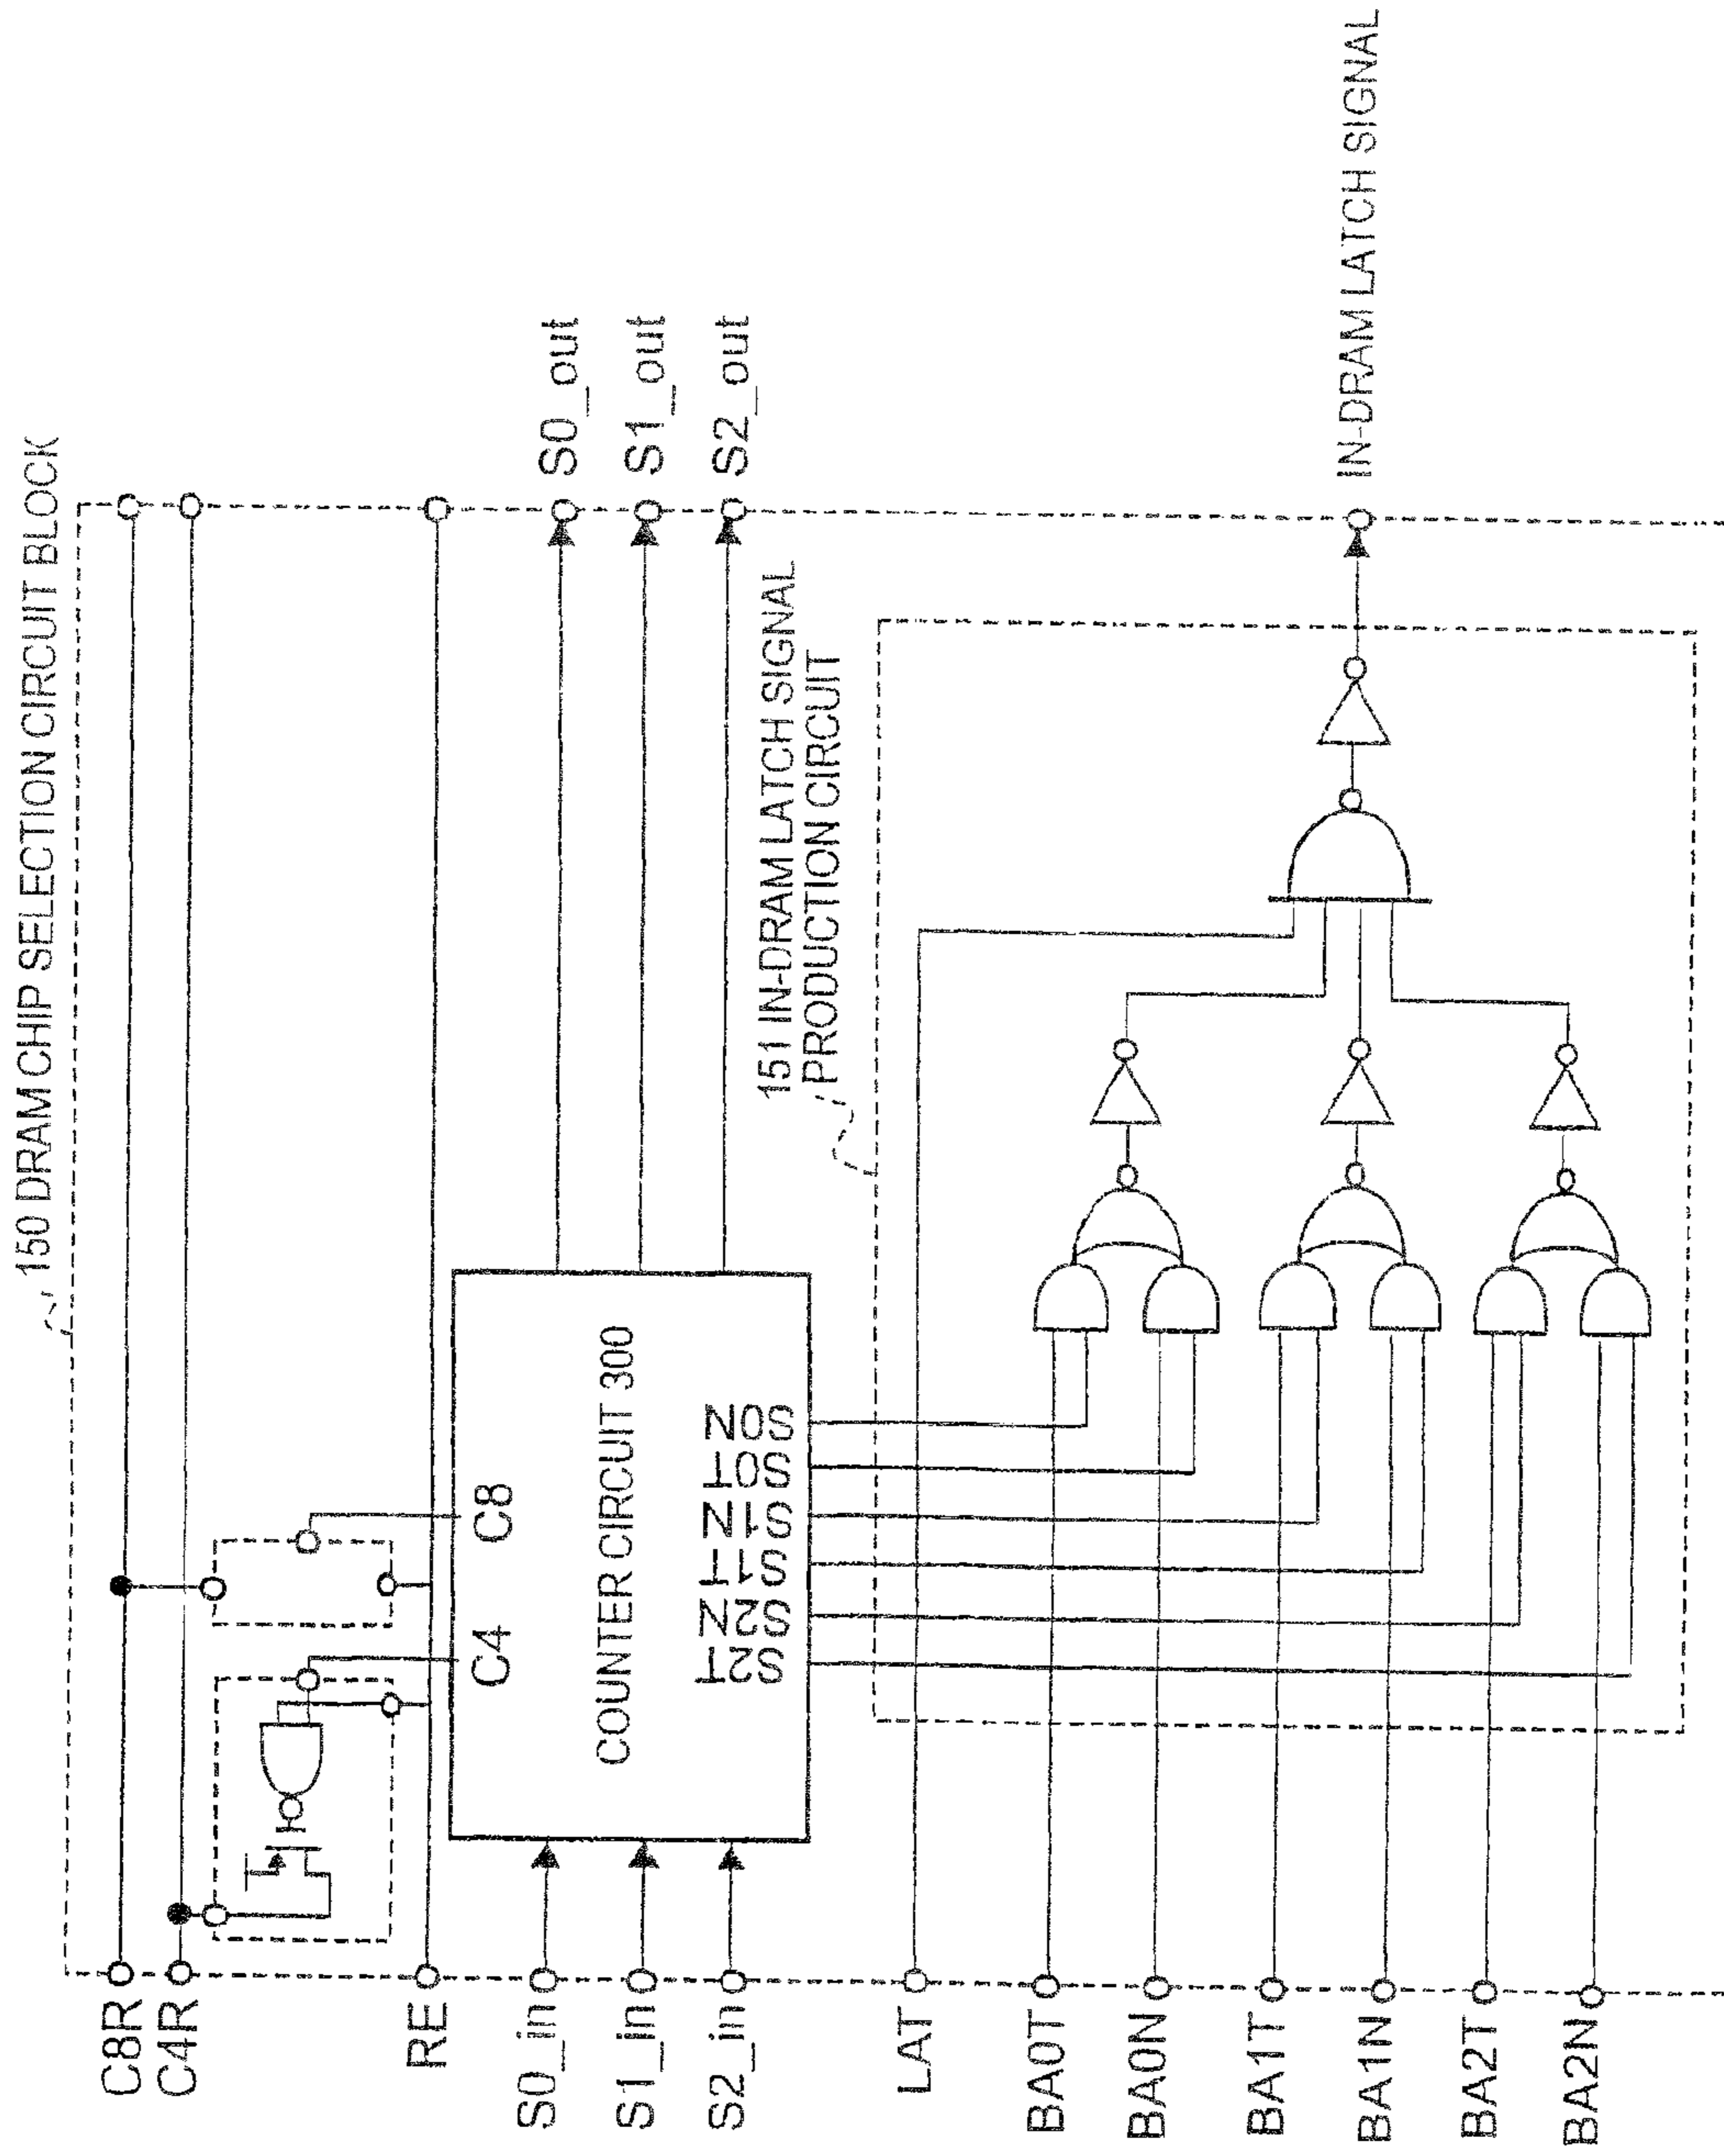 150 DRAM CHIP SELECTION CIRCUIT BLOCK
C8R
C4R
RE
S0_in
S1_in
S2_in
LAT
BA0T
BA0N
BA1T
BA1N
BA2T
BA2N
C4
C8
COUNTER CIRCUIT 300
S2T
S2N
S1T
S1N
S0T
S0N
S0_out
S1_out
S2_out
151 IN-DRAM LATCH SIGNAL
PRODUCTION CIRCUIT
IN-DRAM LATCH SIGNAL